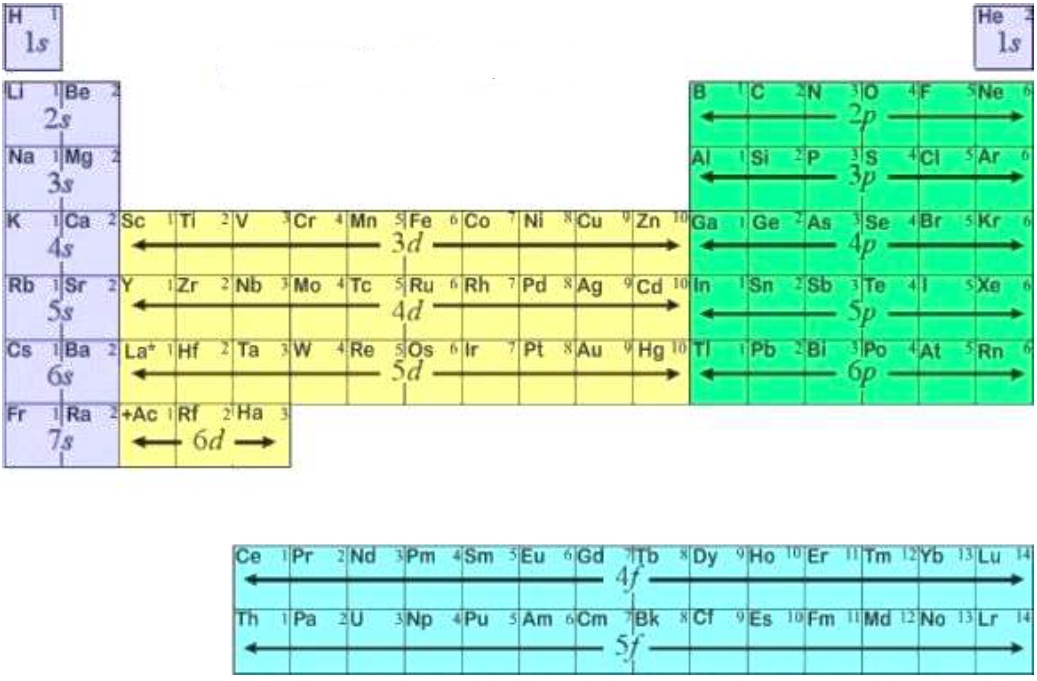 H 1 He 2
1s 1s
Li 1 Be 2 B 1 C 2 N 3 O 4 F 5 Ne 6
2s 2p
Na 1 Mg 2 Al 1 Si 2 P 3 S 4 Cl 5 Ar 6
3s 3p
K 1 Ca 2 Sc 1 Ti 2 V 3 Cr 4 Mn 5 Fe 6 Co 7 Ni 8 Cu 9 Zn 10 Ga 1 Ge 2 As 3 Se 4 Br 5 Kr 6
4s 3d 4p
Rb 1 Sr 2 Y 1 Zr 2 Nb 3 Mo 4 Tc 5 Ru 6 Rh 7 Pd 8 Ag 9 Cd 10 In 1 Sn 2 Sb 3 Te 4 I 5 Xe 6
5s 4d 5p
Cs 1 Ba 2 La* 1 Hf 2 Ta 3 W 4 Re 5 Os 6 Ir 7 Pt 8 Au 9 Hg 10 Tl 1 Pb 2 Bi 3 Po 4 At 5 Rn 6
6s 5d 6p
Fr 1 Ra 2 +Ac 1 Rf 2 Ha 3
7s 6d
Ce 1 Pr 2 Nd 3 Pm 4 Sm 5 Eu 6 Gd 7 Tb 8 Dy 9 Ho 10 Er 11 Tm 12 Yb 13 Lu 14
4f
Th 1 Pa 2 U 3 Np 4 Pu 5 Am 6 Cm 7 Bk 8 Cf 9 Es 10 Fm 11 Md 12 No 13 Lr 14
5f